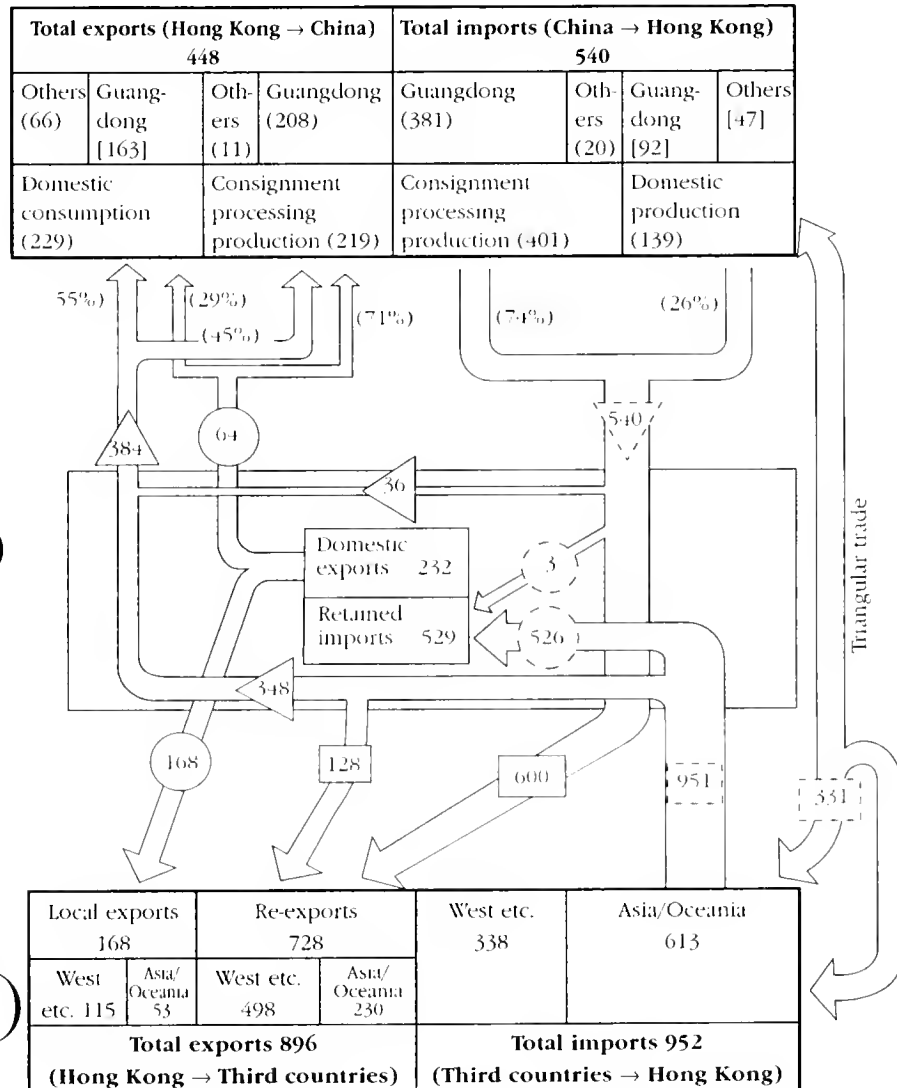 Total exports (Hong Kong → China)
448
Total imports (China → Hong Kong)
540
Others
(66)
Guang-
dong
[163]
Oth-
ers
(11)
Guangdong
(208)
Guangdong
(381)
Oth-
ers
(20)
Guang-
dong
[92]
Others
[47]
Domestic
consumption
(229)
Consignment
processing
production (219)
Consignment
processing
production (401)
Domestic
production
(139)
55%)
(29%)
(45%)
(71%)
(74%)
(26%)
384
64
540
36
Domestic
exports 232
3
Retained
imports 529
526
348
Triangular trade
168
128
600
951
331
Local exports
168
Re-exports
728
West etc.
338
Asia/Oceania
613
West
etc. 115
Asia/
Oceania
53
West etc.
498
Asia/
Oceania
230
Total exports 896
(Hong Kong → Third countries)
Total imports 952
(Third countries → Hong Kong)